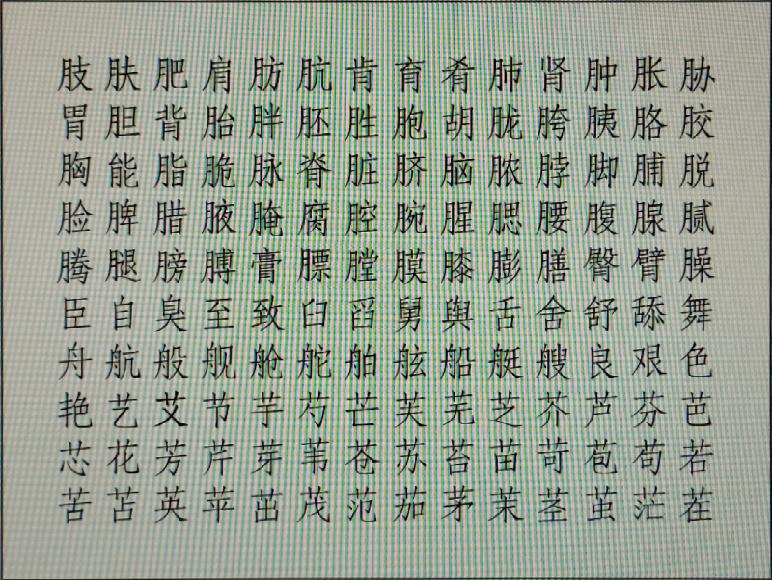 肢肤肥肩肪肮肯育肴肺肾肿胀胁
胃胆背胎胖胚胜胞胡胧胯胰胳胶
胸能脂脆脉脊脏脐脑脓脖脚脯脱
脸脾腊腋腌腐腔腕腥腮腰腹腺腻
腾腿膀膊膏膘膛膜膝膨膳臀臂臊
臣自臭至致臼舀舅舆舌舍舒舔舞
舟航般舰舱舵舶舷船艇艘良艰色
艳艺艾节芋芍芒芙芜芝芥芦芬芭
芯花芳芹芽苇苍苏苔苗苛苞苟若
苦苫英苹茁茂范茄茅茉茎茧茫茬